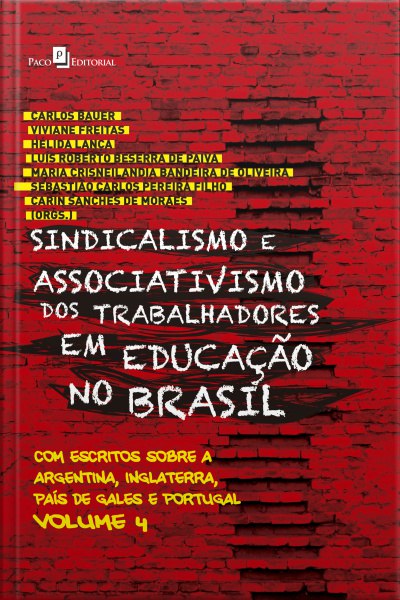 PACO P EDITORIAL
CARLOS BAUER
VIVIANE FREITAS
HELIDA LANÇA
LUIS ROBERTO BESERRA DE PAIVA
MARIA CRISNEILANDIA BANDEIRA DE OLIVEIRA
SEBASTIÃO CARLOS PEREIRA FILHO
CARIN SANCHES DE MORAES
(ORGS.)
SINDICALISMO E
ASSOCIATIVISMO
DOS TRABALHADORES
EM EDUCAÇÃO
NO BRASIL
COM ESCRITOS SOBRE A
ARGENTINA, INGLATERRA,
PAÍS DE GALES E PORTUGAL
VOLUME 4